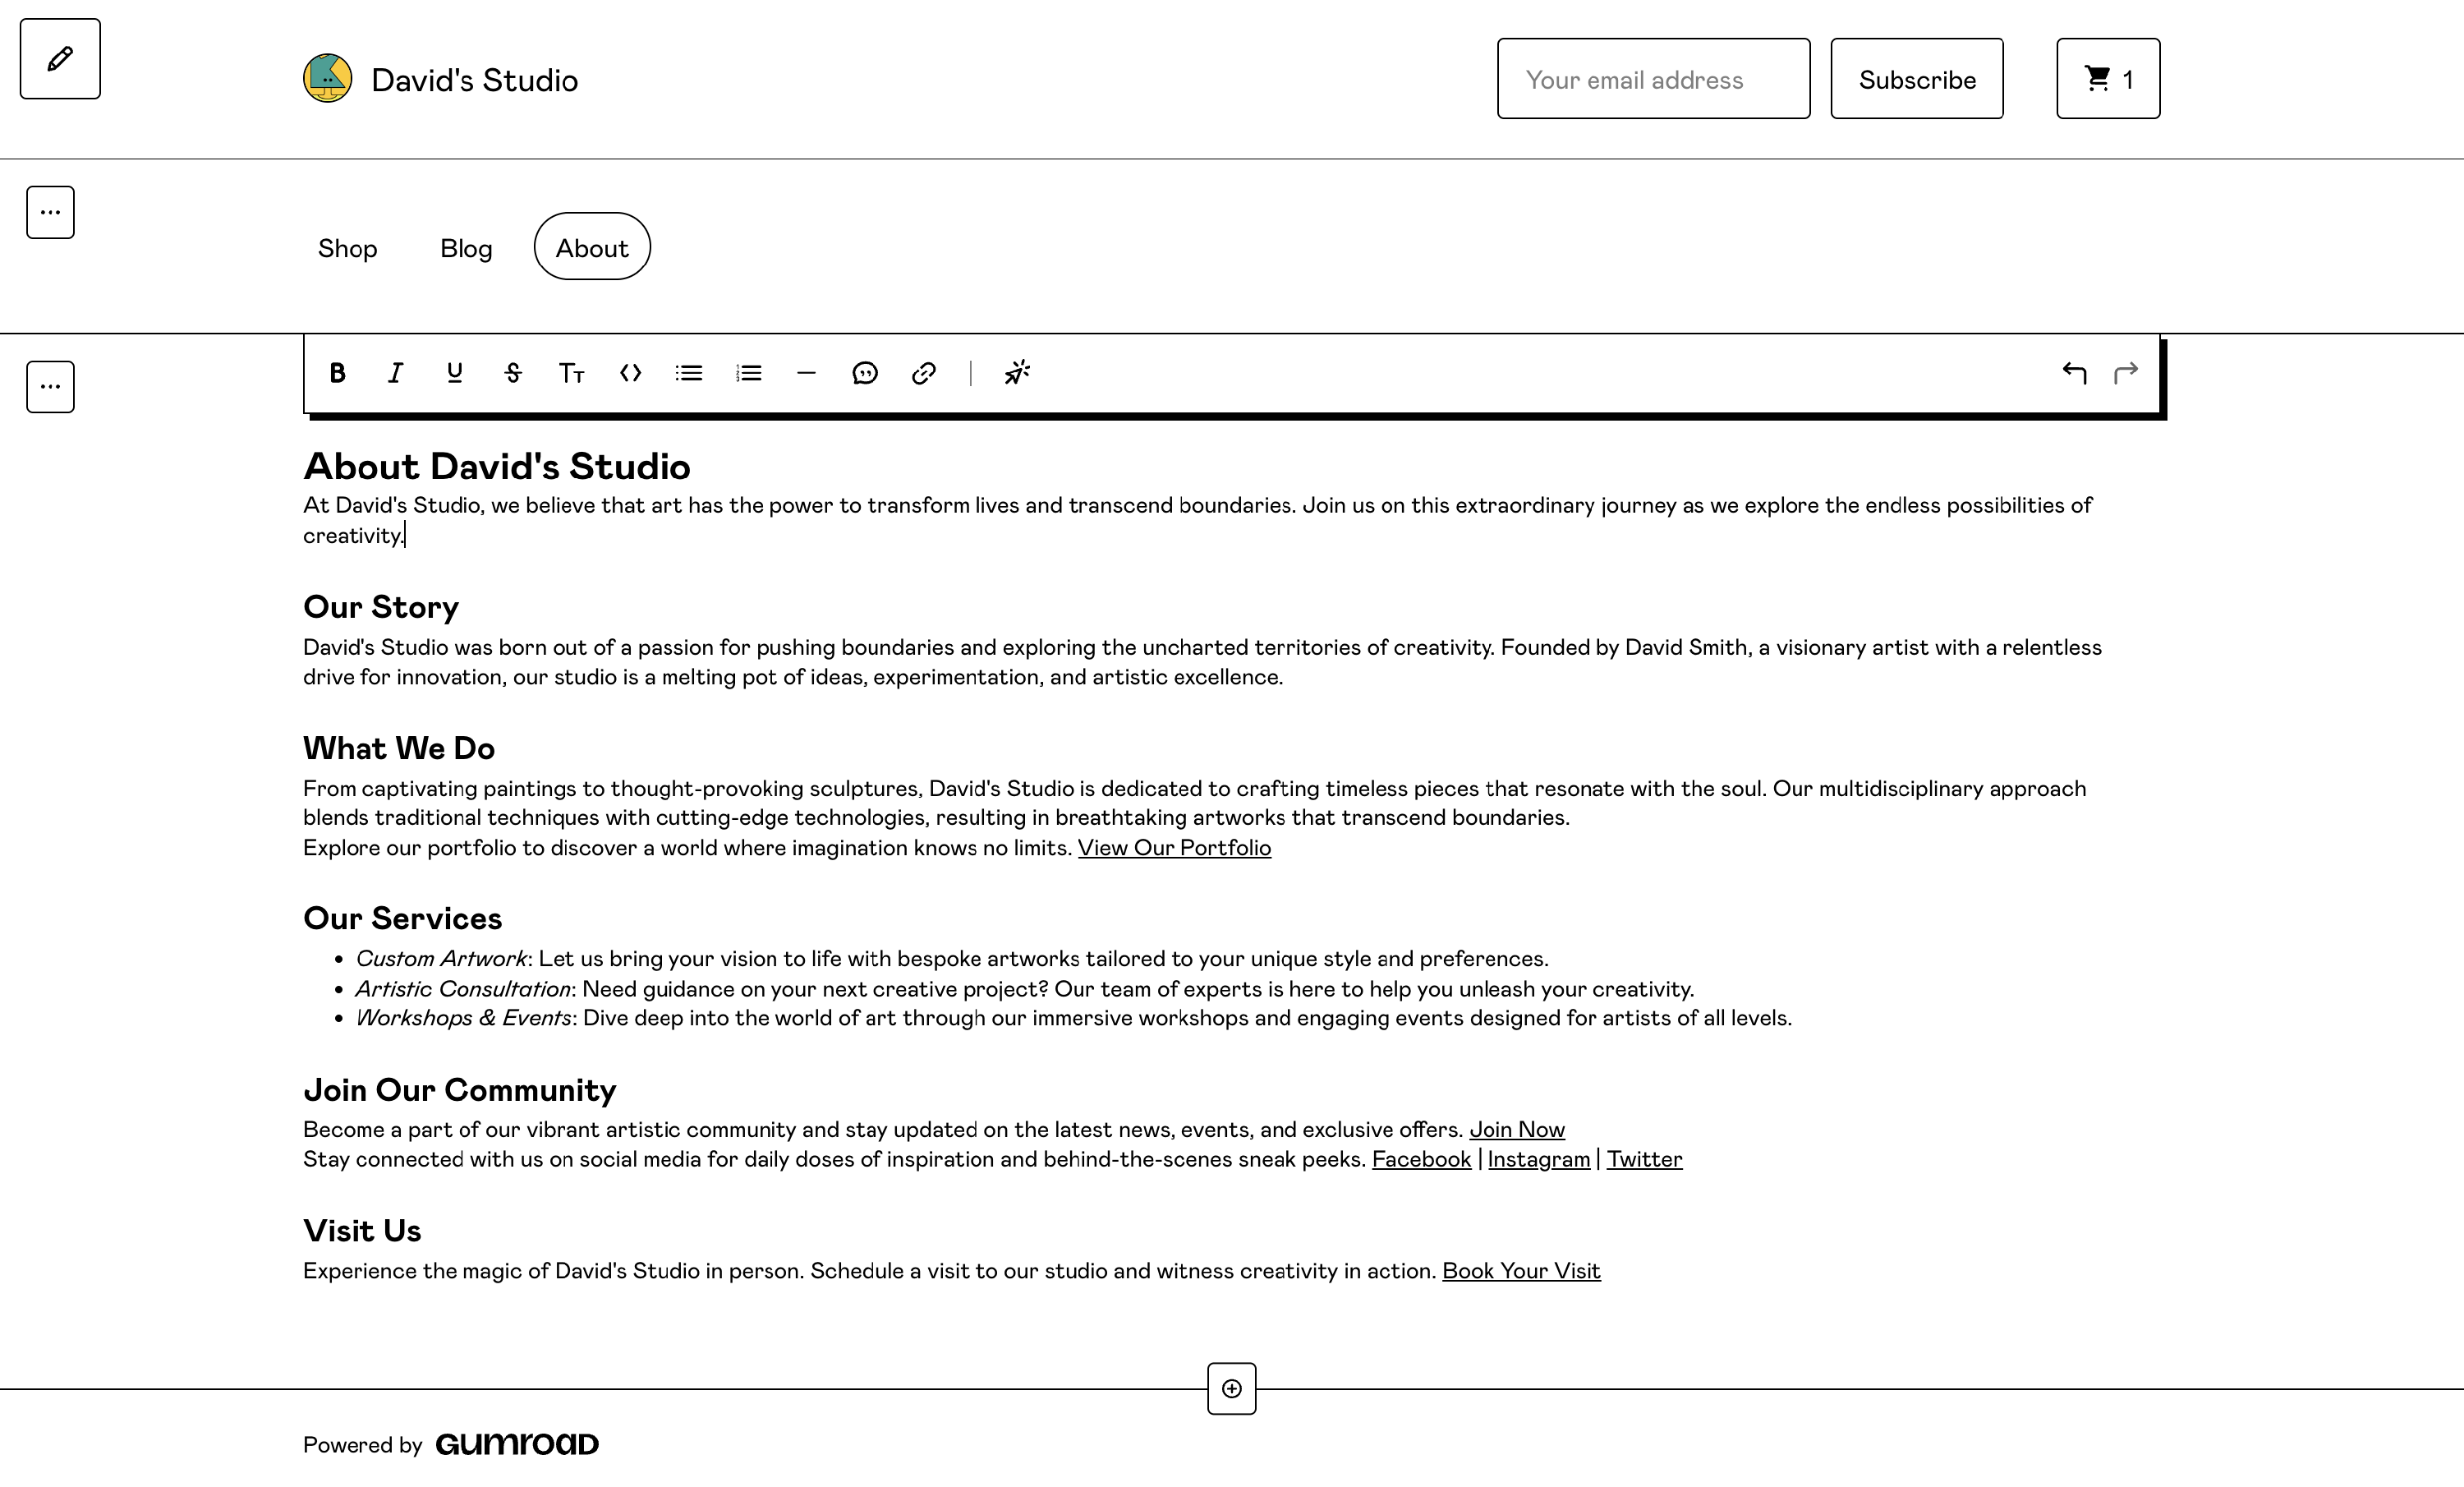 David's Studio
Your email address
Subscribe
1
Shop
Blog
About
About David's Studio
At David's Studio, we believe that art has the power to transform lives and transcend boundaries. Join us on this extraordinary journey as we explore the endless possibilities of
creativity.
Our Story
David's Studio was born out of a passion for pushing boundaries and exploring the uncharted territories of creativity. Founded by David Smith, a visionary artist with a relentless
drive for innovation, our studio is a melting pot of ideas, experimentation, and artistic excellence.
What We Do
From captivating paintings to thought-provoking sculptures, David's Studio is dedicated to crafting timeless pieces that resonate with the soul. Our multidisciplinary approach
blends traditional techniques with cutting-edge technologies, resulting in breathtaking artworks that transcend boundaries.
Explore our portfolio to discover a world where imagination knows no limits. View Our Portfolio
Our Services
• Custom Artwork: Let us bring your vision to life with bespoke artworks tailored to your unique style and preferences.
• Artistic Consultation: Need guidance on your next creative project? Our team of experts is here to help you unleash your creativity.
• Workshops & Events: Dive deep into the world of art through our immersive workshops and engaging events designed for artists of all levels.
Join Our Community
Become a part of our vibrant artistic community and stay updated on the latest news, events, and exclusive offers. Join Now
Stay connected with us on social media for daily doses of inspiration and behind-the-scenes sneak peeks. Facebook | Instagram | Twitter
Visit Us
Experience the magic of David's Studio in person. Schedule a visit to our studio and witness creativity in action. Book Your Visit
Powered by GUMROAD